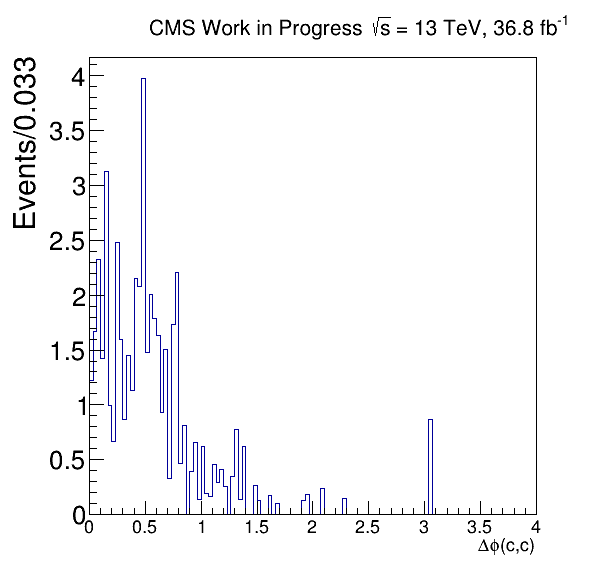 CMS Work in Progress √s = 13 TeV, 36.8 fb⁻¹
Events/0.033
4
3.5
3
2.5
2
1.5
1
0.5
0
0 0.5 1 1.5 2 2.5 3 3.5 4
Δϕ(c,c)